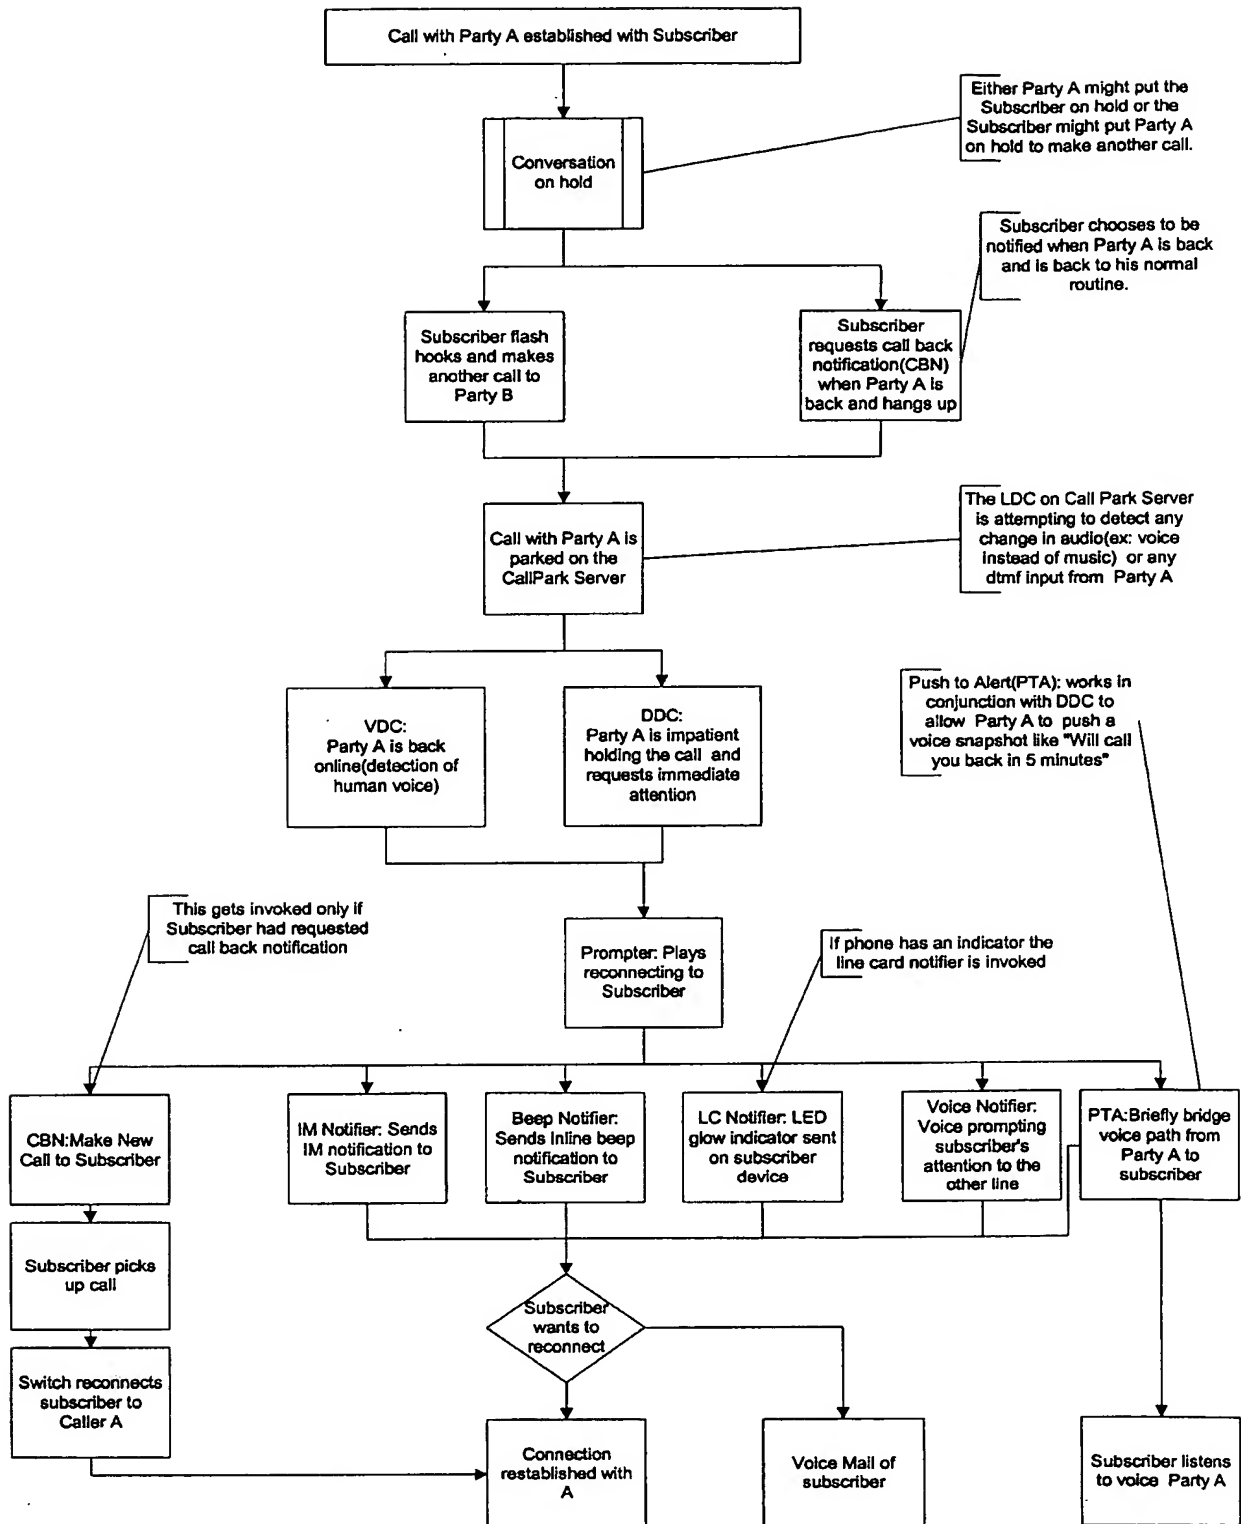 Call with Party A established with Subscriber
Either Party A might put the
Subscriber on hold or the
Subscriber might put Party A
on hold to make another call.
Conversation
on hold
Subscriber chooses to be
notified when Party A is back
and is back to his normal
routine.
Subscriber flash
hooks and makes
another call to
Party B
Subscriber
requests call back
notification(CBN)
when Party A is
back and hangs up
Call with Party A is
parked on the
CallPark Server
The LDC on Call Park Server
is attempting to detect any
change in audio(ex: voice
instead of music) or any
dtmf input from Party A
VDC:
Party A is back
online(detection of
human voice)
DDC:
Party A is impatient
holding the call and
requests immediate
attention
Push to Alert(PTA): works in
conjunction with DDC to
allow Party A to push a
voice snapshot like "Will call
you back in 5 minutes"
This gets invoked only if
Subscriber had requested
call back notification
Prompter: Plays
reconnecting to
Subscriber
If phone has an indicator the
line card notifier is invoked
CBN:Make New
Call to Subscriber
IM Notifier: Sends
IM notification to
Subscriber
Beep Notifier:
Sends Inline beep
notification to
Subscriber
LC Notifier: LED
glow indicator sent
on subscriber
device
Voice Notifier:
Voice prompting
subscriber's
attention to the
other line
PTA:Briefly bridge
voice path from
Party A to
subscriber
Subscriber picks
up call
Subscriber
wants to
reconnect
Switch reconnects
subscriber to
Caller A
Connection
restablished with
A
Voice Mail of
subscriber
Subscriber listens
to voice Party A